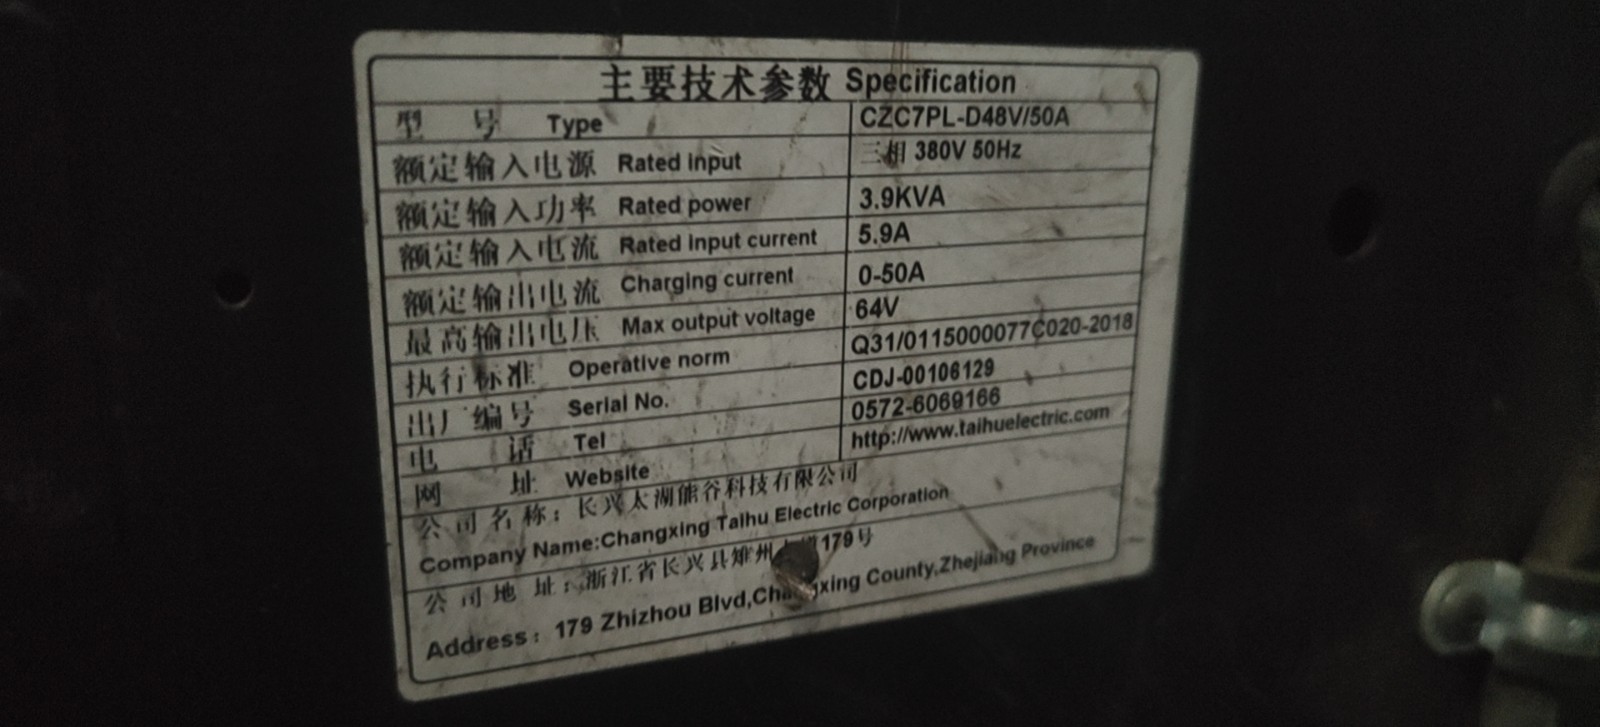 主要技术参数 Specification
型 号 Type CZC7PL-D48V/50A
额定输入电源 Rated input 三相 380V 50Hz
额定输入功率 Rated power 3.9KVA
额定输入电流 Rated input current 5.9A
额定输出电流 Charging current 0-50A
最高输出电压 Max output voltage 64V
执行标准 Operative norm Q31/0115000077C020-2018
出厂编号 Serial No. CDJ-00106129
电 话 Tel 0572-6069166
网 址 Website http://www.taihuelectric.com
公司名称：长兴太湖能谷科技有限公司
Company Name:Changxing Taihu Electric Corporation
公司地址：浙江省长兴县雉州 179号
Address：179 Zhizhou Blvd,Changxing County,Zhejiang Province